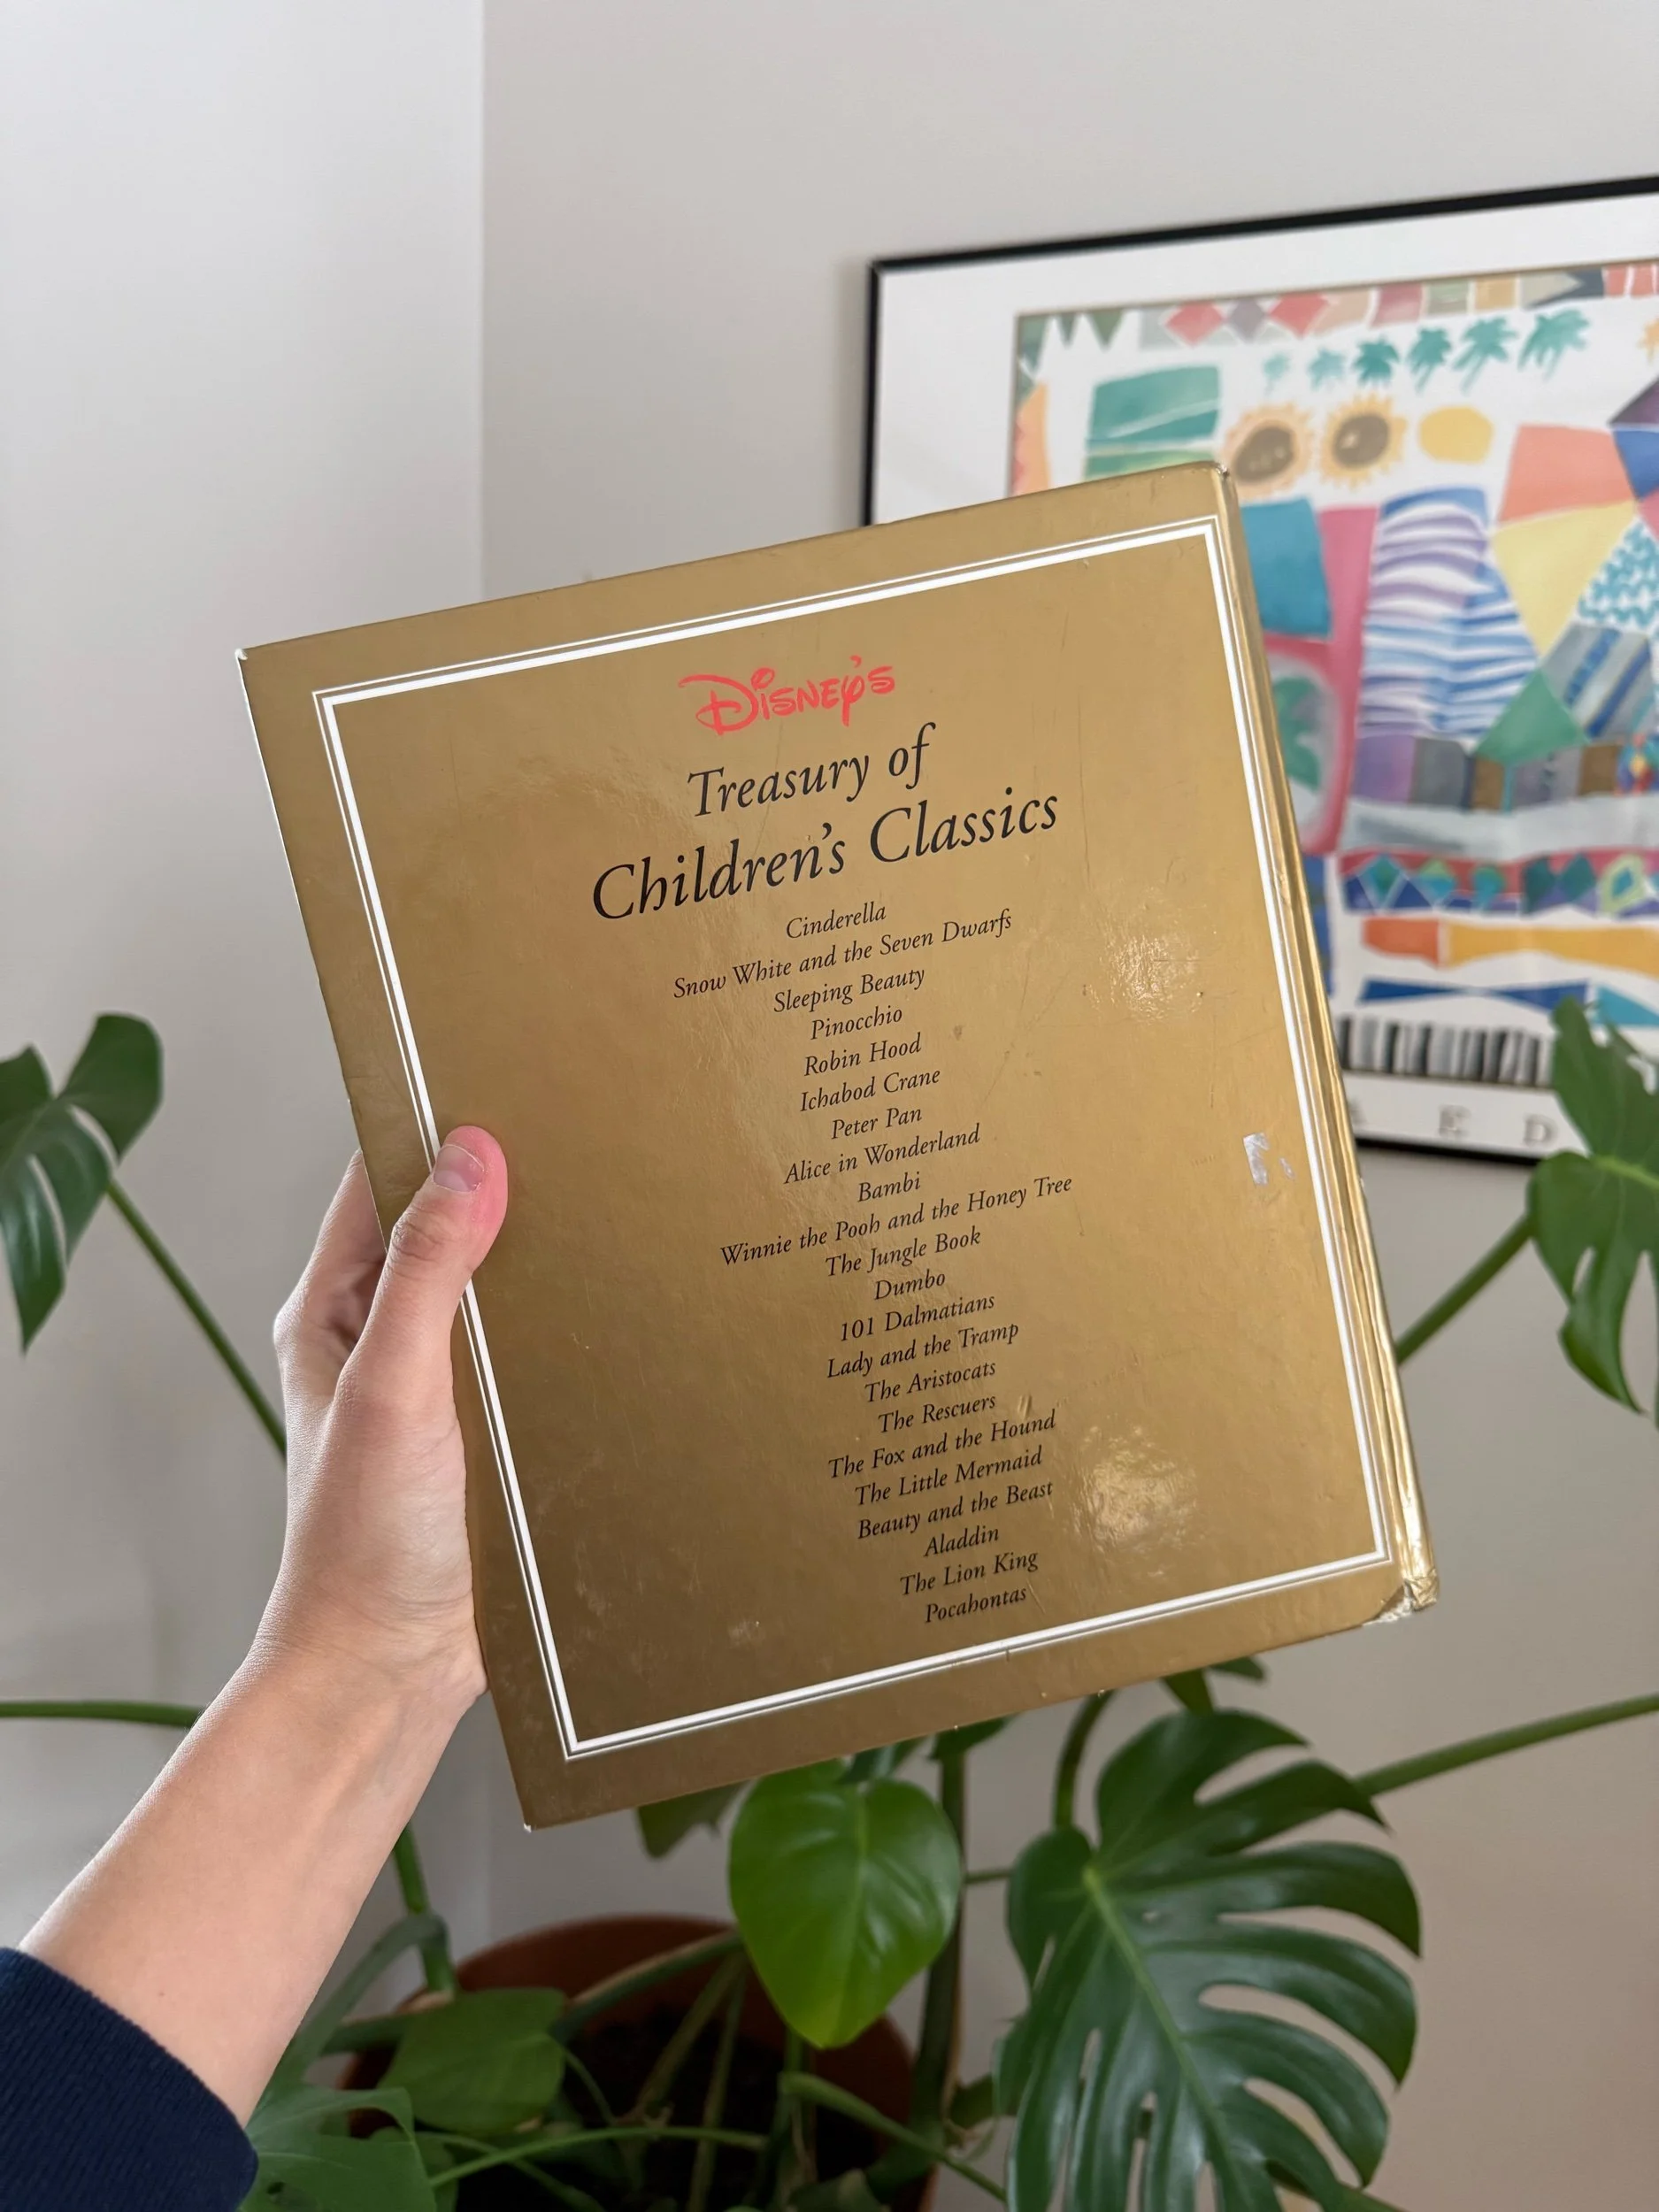 Disney's
Treasury of
Children's Classics
Cinderella
Snow White and the Seven Dwarfs
Sleeping Beauty
Pinocchio
Robin Hood
Ichabod Crane
Peter Pan
Alice in Wonderland
Bambi
Winnie the Pooh and the Honey Tree
The Jungle Book
Dumbo
101 Dalmatians
Lady and the Tramp
The Aristocats
The Rescuers
The Fox and the Hound
The Little Mermaid
Beauty and the Beast
Aladdin
The Lion King
Pocahontas
E D